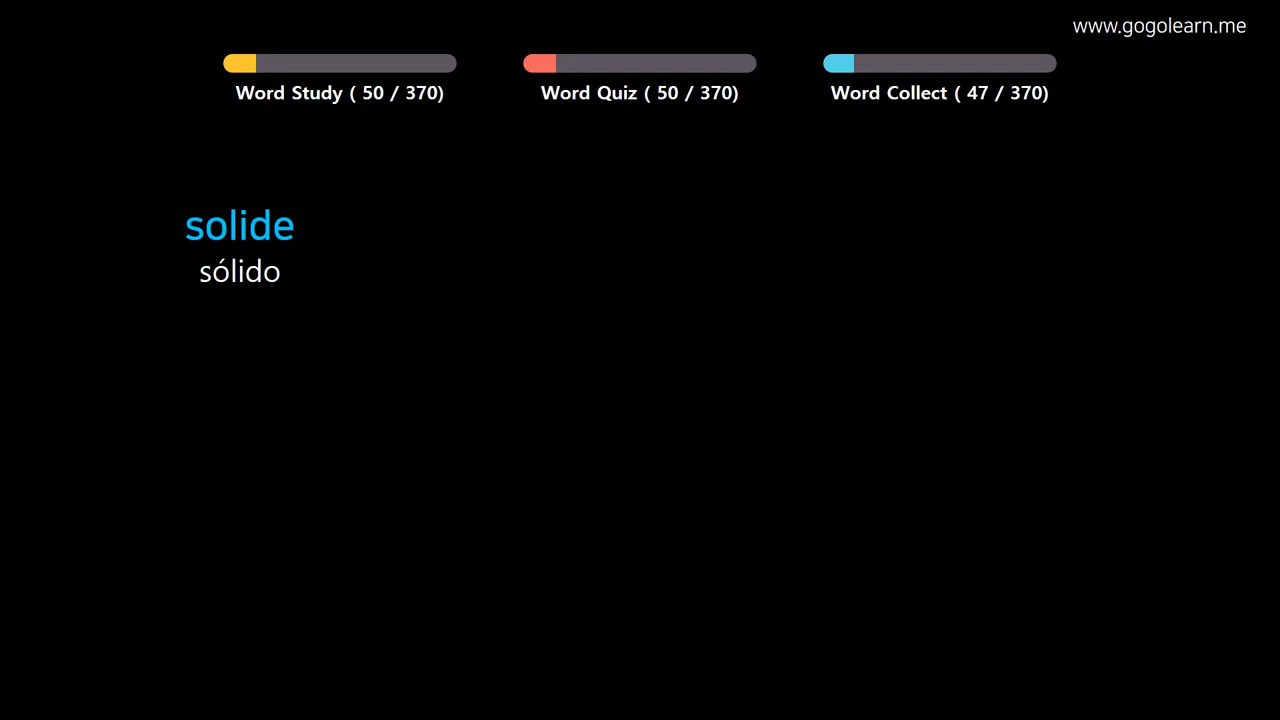 www.gogolearn.me
Word Study ( 50 / 370)
Word Quiz ( 50 / 370)
Word Collect ( 47 / 370)
solide
sólido